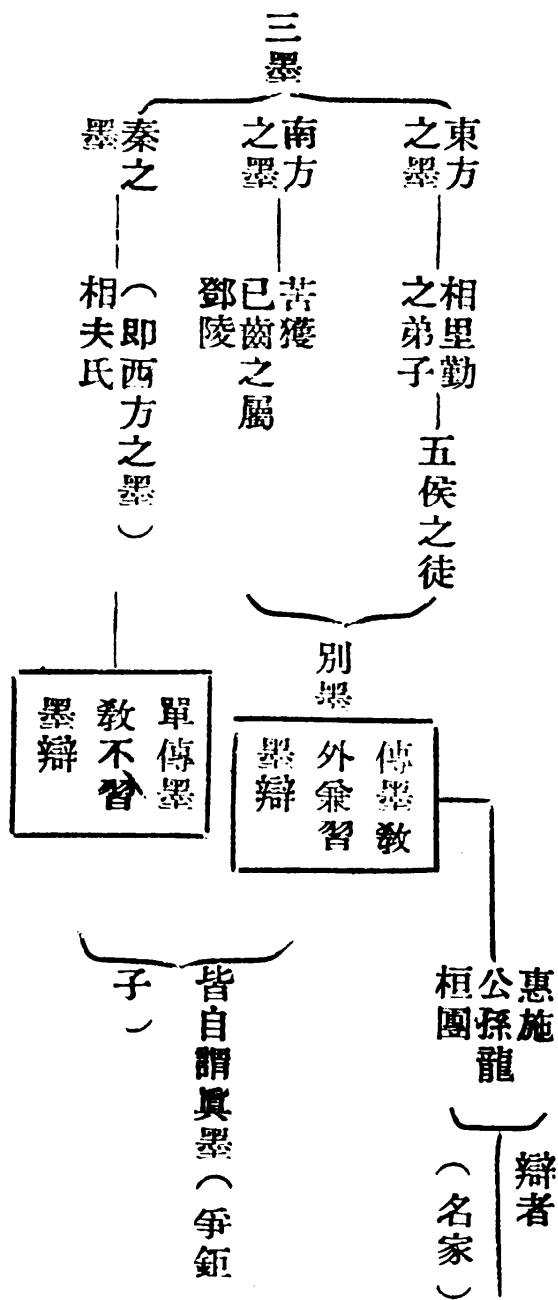 三墨
東方
之墨
南方
之墨
秦之
墨
相里勤
之弟子
五侯之徒
苦獲
已齒之屬
鄧陵
(即西方之墨)
相夫氏
別墨
傳墨教
外兼習
墨辯
單傳墨
教不習
墨辯
惠施
公孫龍
桓團
辯者
(名家)
皆自謂眞墨(爭鉅
子)